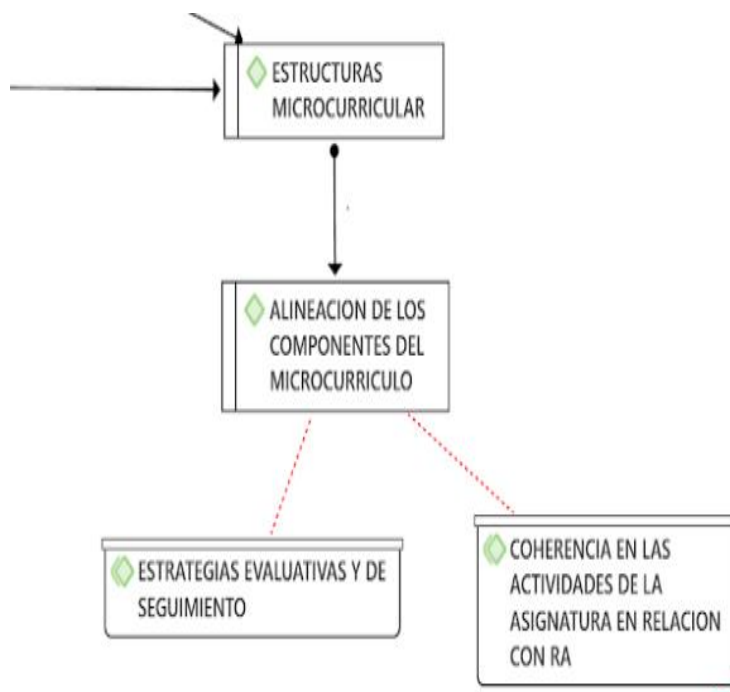 ESTRUCTURAS
MICROCURRICULAR
ALINEACION DE LOS
COMPONENTES DEL
MICROCURRICULO
ESTRATEGIAS EVALUATIVAS Y DE
SEGUIMIENTO
COHERENCIA EN LAS
ACTIVIDADES DE LA
ASIGNATURA EN RELACION
CON RA